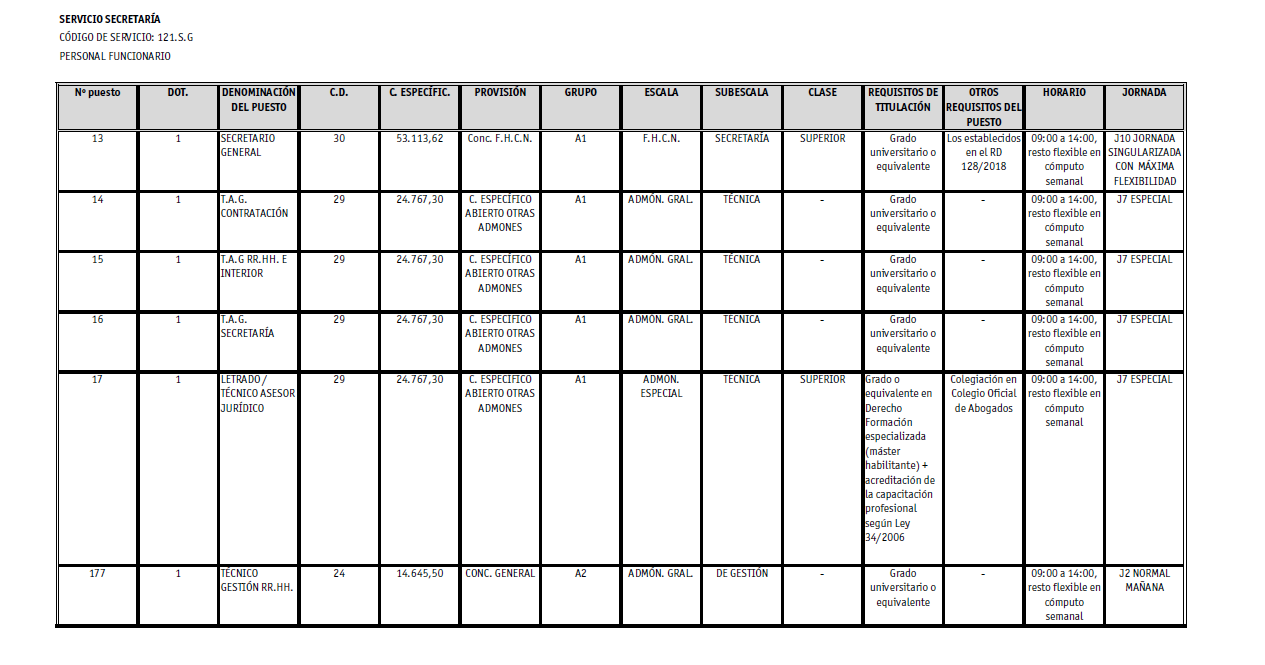 SERVICIO SECRETARÍA
CÓDIGO DE SERVICIO: 121.S.G
PERSONAL FUNCIONARIO
Nº puesto DOT. DENOMINACIÓN DEL PUESTO C.D. C. ESPECÍFIC. PROVISIÓN GRUPO ESCALA SUBESCALA CLASE REQUISITOS DE TITULACIÓN OTROS REQUISITOS DEL PUESTO HORARIO JORNADA
13 1 SECRETARIO GENERAL 30 53.113,62 Conc. F.H.C.N. A1 F.H.C.N. SECRETARÍA SUPERIOR Grado universitario o equivalente Los establecidos en el RD 128/2018 09:00 a 14:00, resto flexible en cómputo semanal J10 JORNADA SINGULARIZADA CON MÁXIMA FLEXIBILIDAD
14 1 T.A.G. CONTRATACIÓN 29 24.767,30 C. ESPECÍFICO ABIERTO OTRAS ADMONES A1 ADMÓN. GRAL. TÉCNICA - Grado universitario o equivalente - 09:00 a 14:00, resto flexible en cómputo semanal J7 ESPECIAL
15 1 T.A.G RR.HH. E INTERIOR 29 24.767,30 C. ESPECÍFICO ABIERTO OTRAS ADMONES A1 ADMÓN. GRAL. TÉCNICA - Grado universitario o equivalente - 09:00 a 14:00, resto flexible en cómputo semanal J7 ESPECIAL
16 1 T.A.G. SECRETARÍA 29 24.767,30 C. ESPECÍFICO ABIERTO OTRAS ADMONES A1 ADMÓN. GRAL. TÉCNICA - Grado universitario o equivalente - 09:00 a 14:00, resto flexible en cómputo semanal J7 ESPECIAL
17 1 LETRADO / TÉCNICO ASESOR JURÍDICO 29 24.767,30 C. ESPECÍFICO ABIERTO OTRAS ADMONES A1 ADMÓN. ESPECIAL TÉCNICA SUPERIOR Grado o equivalente en Derecho Formación especializada (máster habilitante) + acreditación de la capacitación profesional según Ley 34/2006 Colegiación en Colegio Oficial de Abogados 09:00 a 14:00, resto flexible en cómputo semanal J7 ESPECIAL
177 1 TÉCNICO GESTIÓN RR.HH. 24 14.645,50 CONC. GENERAL A2 ADMÓN. GRAL. DE GESTIÓN - Grado universitario o equivalente - 09:00 a 14:00, resto flexible en cómputo semanal J2 NORMAL MAÑANA